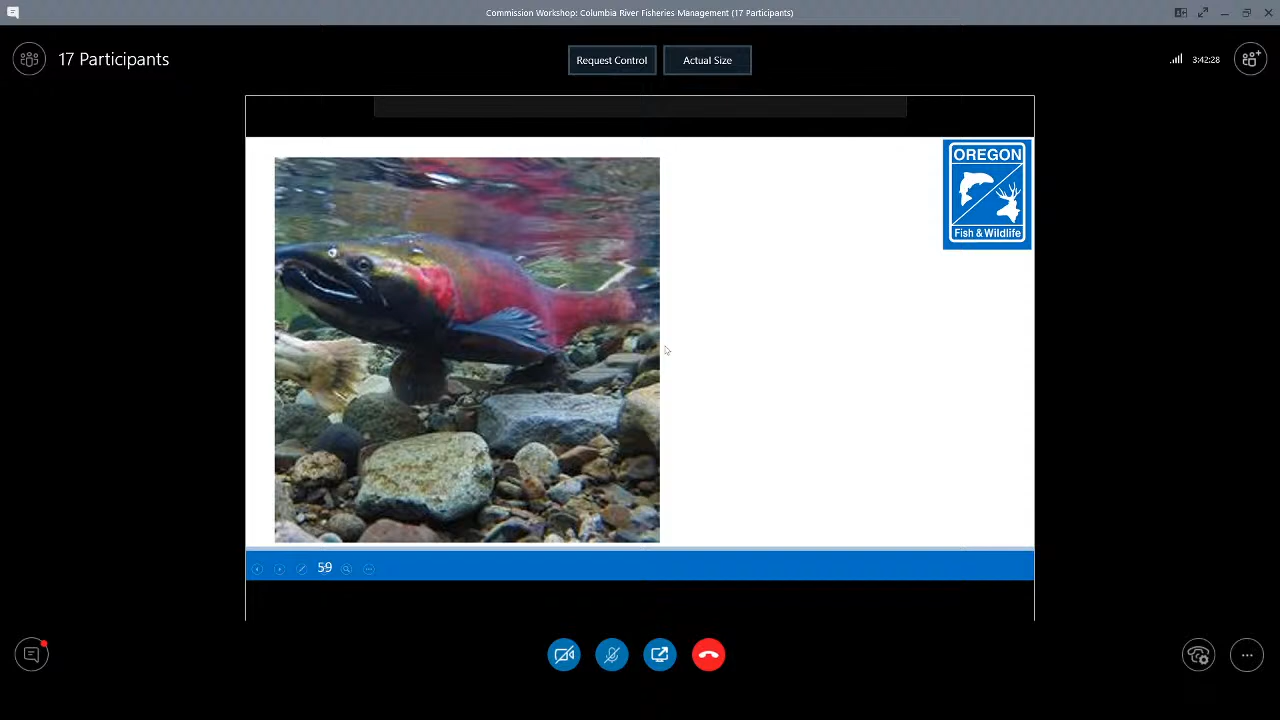 Commission Workshop: Columbia River Fisheries Management (17 Participants)
17 Participants
Request Control
Actual Size
3:42:28
OREGON
Fish & Wildlife
59